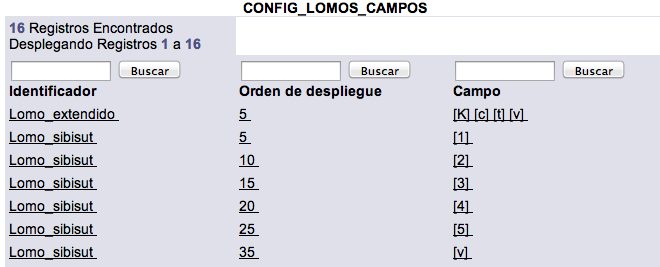 CONFIG_LOMOS_CAMPOS
16 Registros Encontrados
Desplegando Registros 1 a 16
Buscar Buscar Buscar
Identificador Orden de despliegue Campo
Lomo_extendido 5 [K] [c] [t] [v]
Lomo_sibisut 5 [1]
Lomo_sibisut 10 [2]
Lomo_sibisut 15 [3]
Lomo_sibisut 20 [4]
Lomo_sibisut 25 [5]
Lomo_sibisut 35 [v]